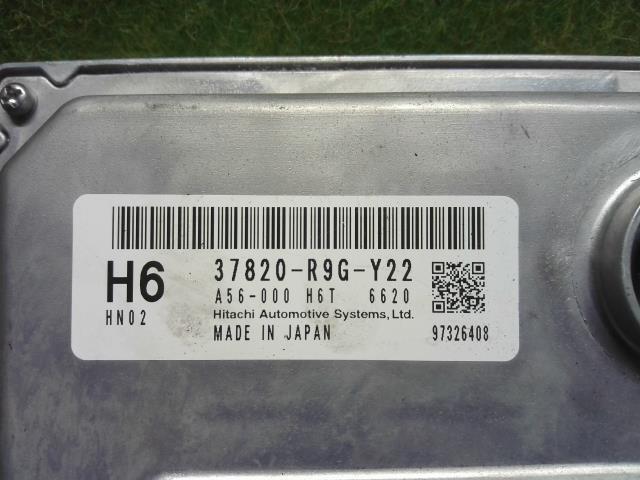 H6 37820-R9G-Y22
A56-000 H6T 6620
HN02 Hitachi Automotive Systems, Ltd.
MADE IN JAPAN 97326408